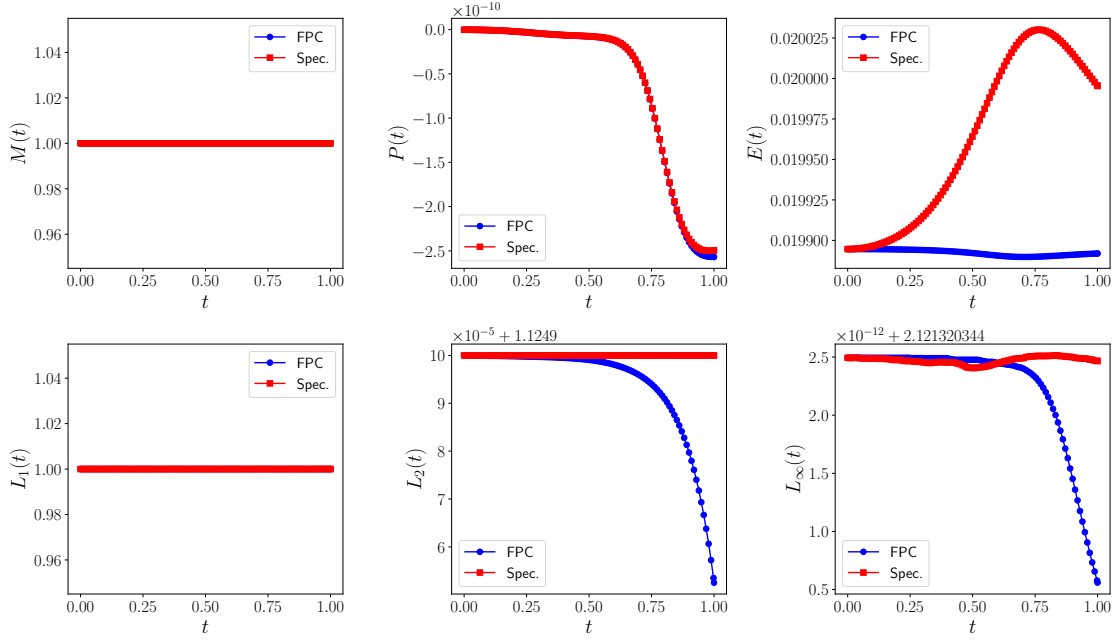 1.04
1.02
1.00
0.98
0.96
M(t)
FPC
Spec.
0.00 0.25 0.50 0.75 1.00
t
×10⁻¹⁰
0.0
−0.5
−1.0
−1.5
−2.0
−2.5
P(t)
FPC
Spec.
0.00 0.25 0.50 0.75 1.00
t
0.020025
0.020000
0.019975
0.019950
0.019925
0.019900
E(t)
FPC
Spec.
0.00 0.25 0.50 0.75 1.00
t
1.04
1.02
1.00
0.98
0.96
L₁(t)
FPC
Spec.
0.00 0.25 0.50 0.75 1.00
t
×10⁻⁵ + 1.1249
10
9
8
7
6
L₂(t)
FPC
Spec.
0.00 0.25 0.50 0.75 1.00
t
×10⁻¹² + 2.121320344
2.5
2.0
1.5
1.0
0.5
L∞(t)
FPC
Spec.
0.00 0.25 0.50 0.75 1.00
t